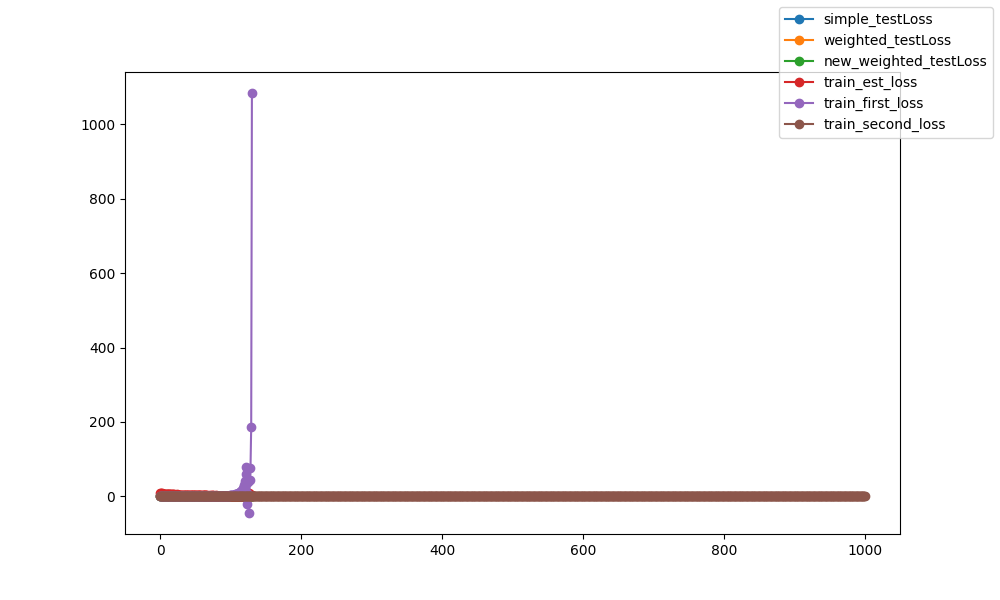 simple_testLoss
weighted_testLoss
new_weighted_testLoss
train_est_loss
train_first_loss
train_second_loss
1000
800
600
400
200
0
0 200 400 600 800 1000